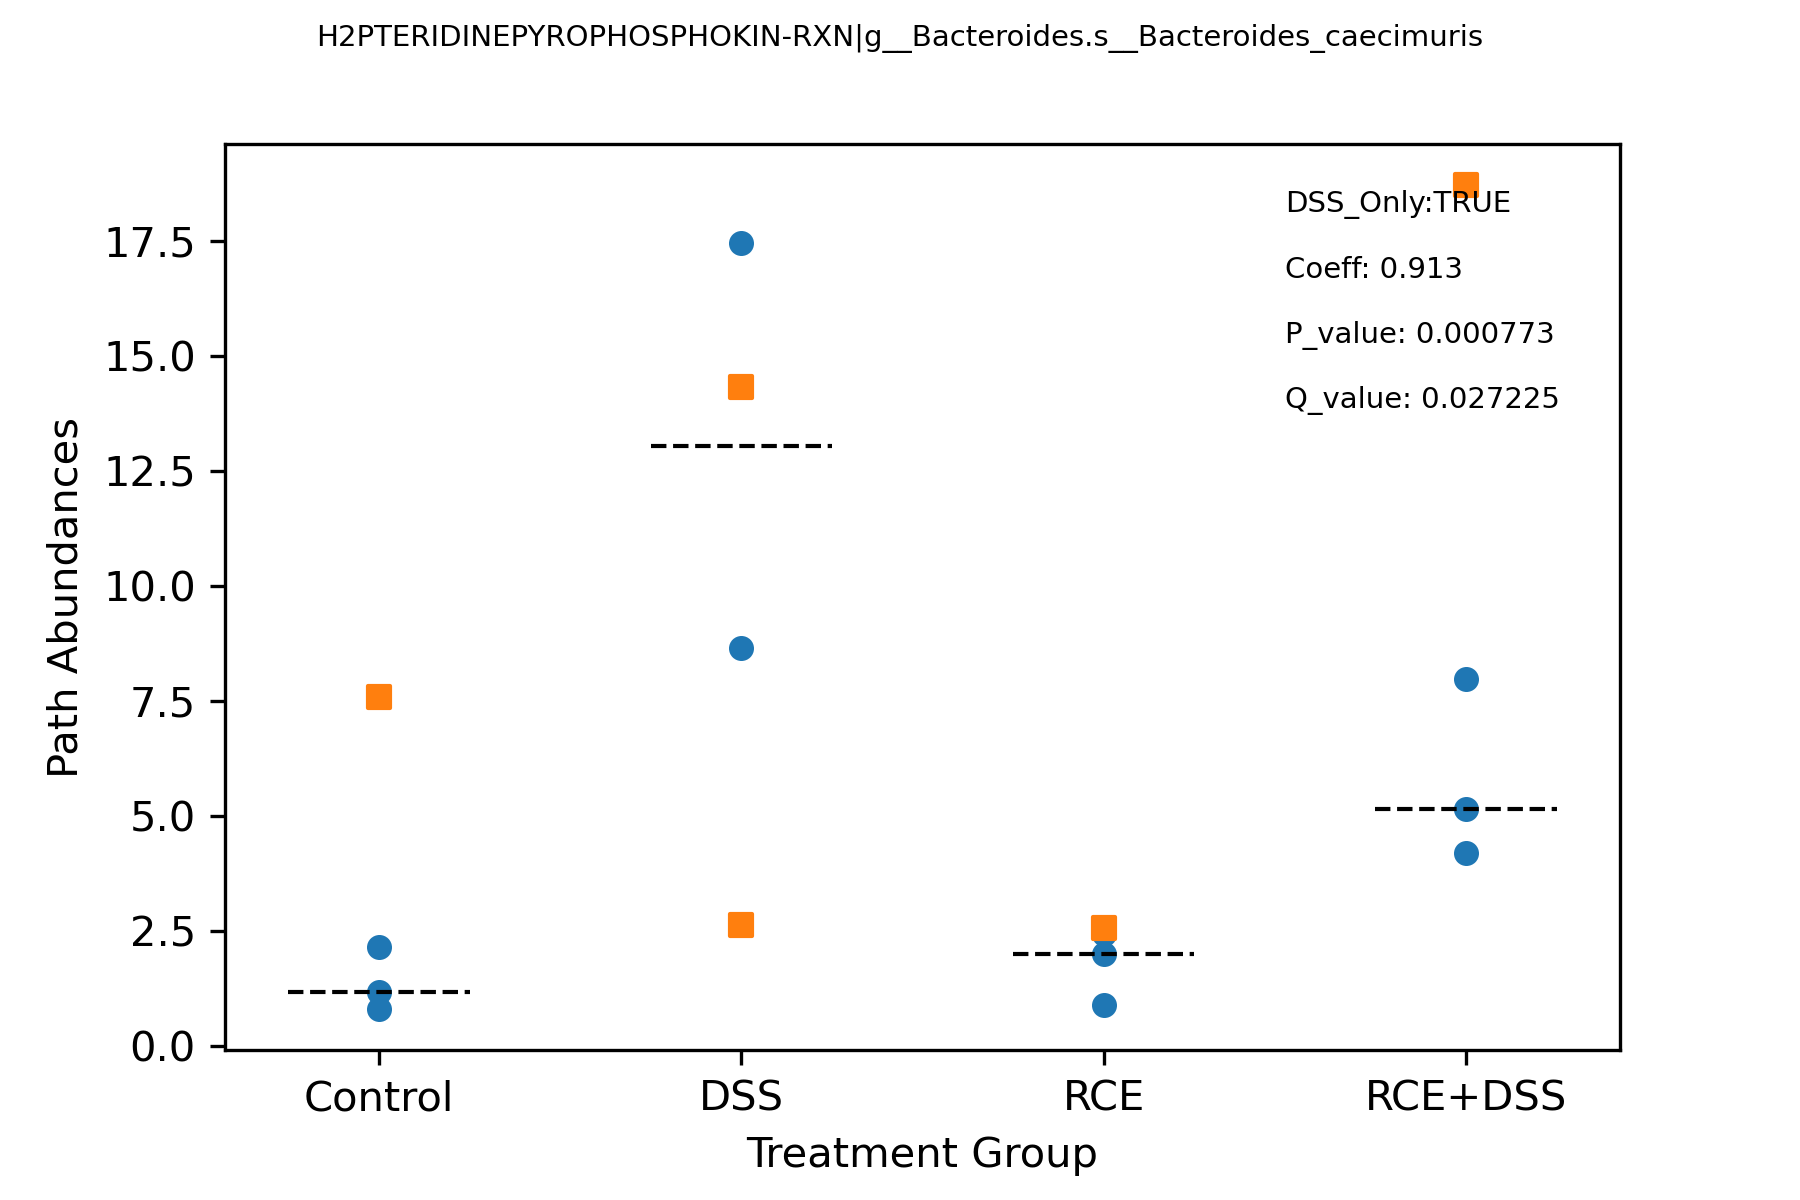 H2PTERIDINEPYROPHOSPHOKIN-RXN|g__Bacteroides.s__Bacteroides_caecimuris
DSS_Only:TRUE
Coeff: 0.913
P_value: 0.000773
Q_value: 0.027225
Path Abundances
17.5
15.0
12.5
10.0
7.5
5.0
2.5
0.0
Control DSS RCE RCE+DSS
Treatment Group